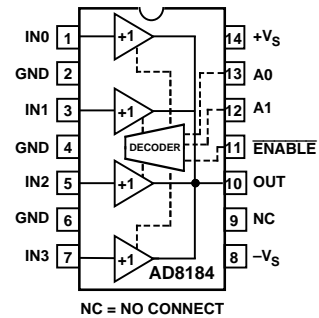 IN0 1 +1 14 +VS
GND 2 13 A0
IN1 3 +1 12 A1
GND 4 DECODER 11 ENABLE
IN2 5 +1 10 OUT
GND 6 9 NC
IN3 7 +1 8 –VS
AD8184
NC = NO CONNECT